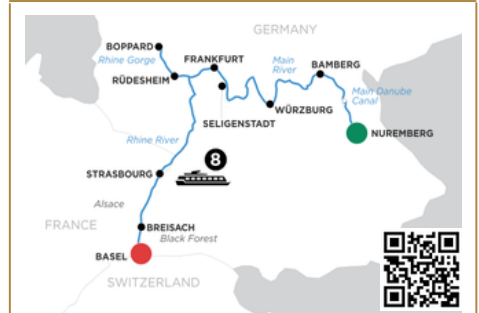 GERMANY
BOPPARD
Rhine Gorge
FRANKFURT
Main
River
BAMBERG
RÜDESHEIM
Main Danube
Canal
WÜRZBURG
SELIGENSTADT
NUREMBERG
Rhine River
8
STRASBOURG
Alsace
FRANCE
BREISACH
Black Forest
BASEL
SWITZERLAND